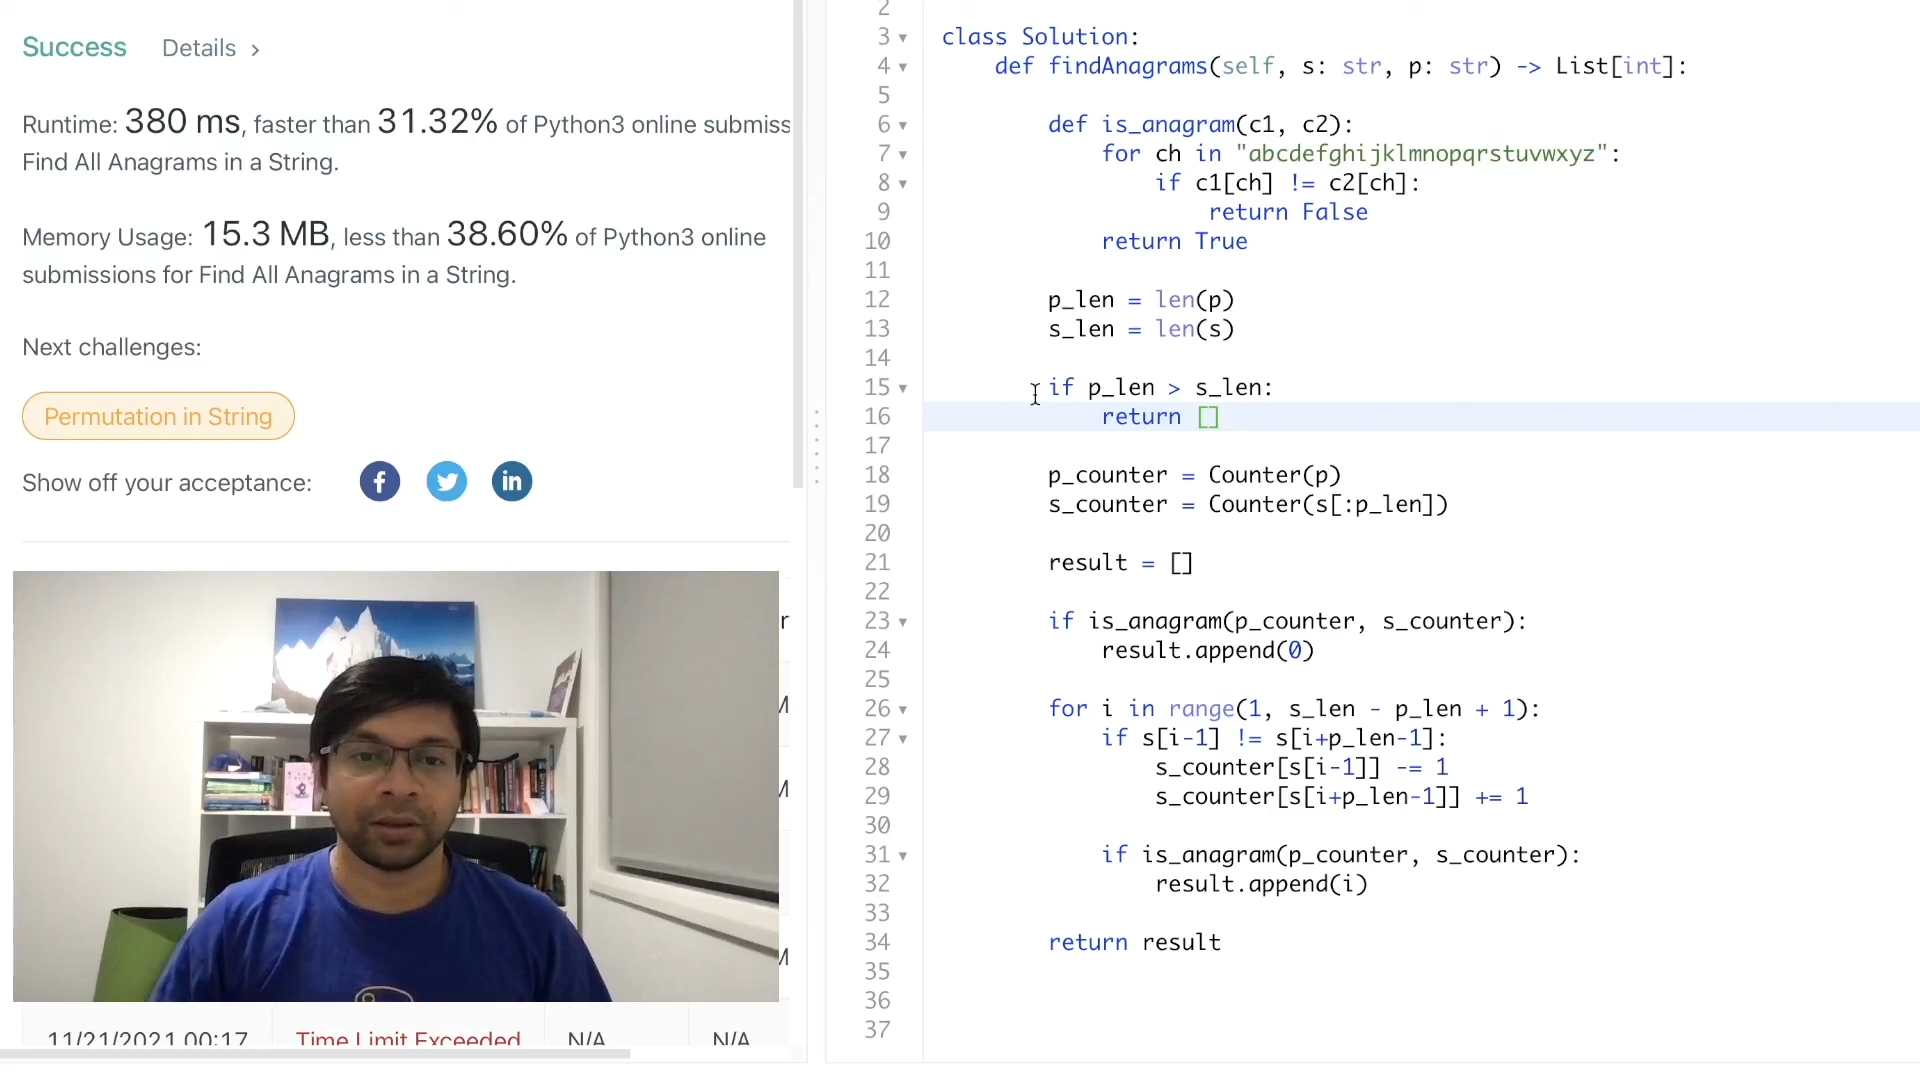 Success Details >
Runtime: 380 ms, faster than 31.32% of Python3 online submiss
Find All Anagrams in a String.
Memory Usage: 15.3 MB, less than 38.60% of Python3 online
submissions for Find All Anagrams in a String.
Next challenges:
Permutation in String
Show off your acceptance:
f
in
r
M
M
M
11/21/2021 00:17 Time Limit Exceeded N/A N/A
2
3 class Solution:
4 def findAnagrams(self, s: str, p: str) -> List[int]:
5
6 def is_anagram(c1, c2):
7 for ch in "abcdefghijklmnopqrstuvwxyz":
8 if c1[ch] != c2[ch]:
9 return False
10 return True
11
12 p_len = len(p)
13 s_len = len(s)
14
15 if p_len > s_len:
16 return []
17
18 p_counter = Counter(p)
19 s_counter = Counter(s[:p_len])
20
21 result = []
22
23 if is_anagram(p_counter, s_counter):
24 result.append(0)
25
26 for i in range(1, s_len - p_len + 1):
27 if s[i-1] != s[i+p_len-1]:
28 s_counter[s[i-1]] -= 1
29 s_counter[s[i+p_len-1]] += 1
30
31 if is_anagram(p_counter, s_counter):
32 result.append(i)
33
34 return result
35
36
37